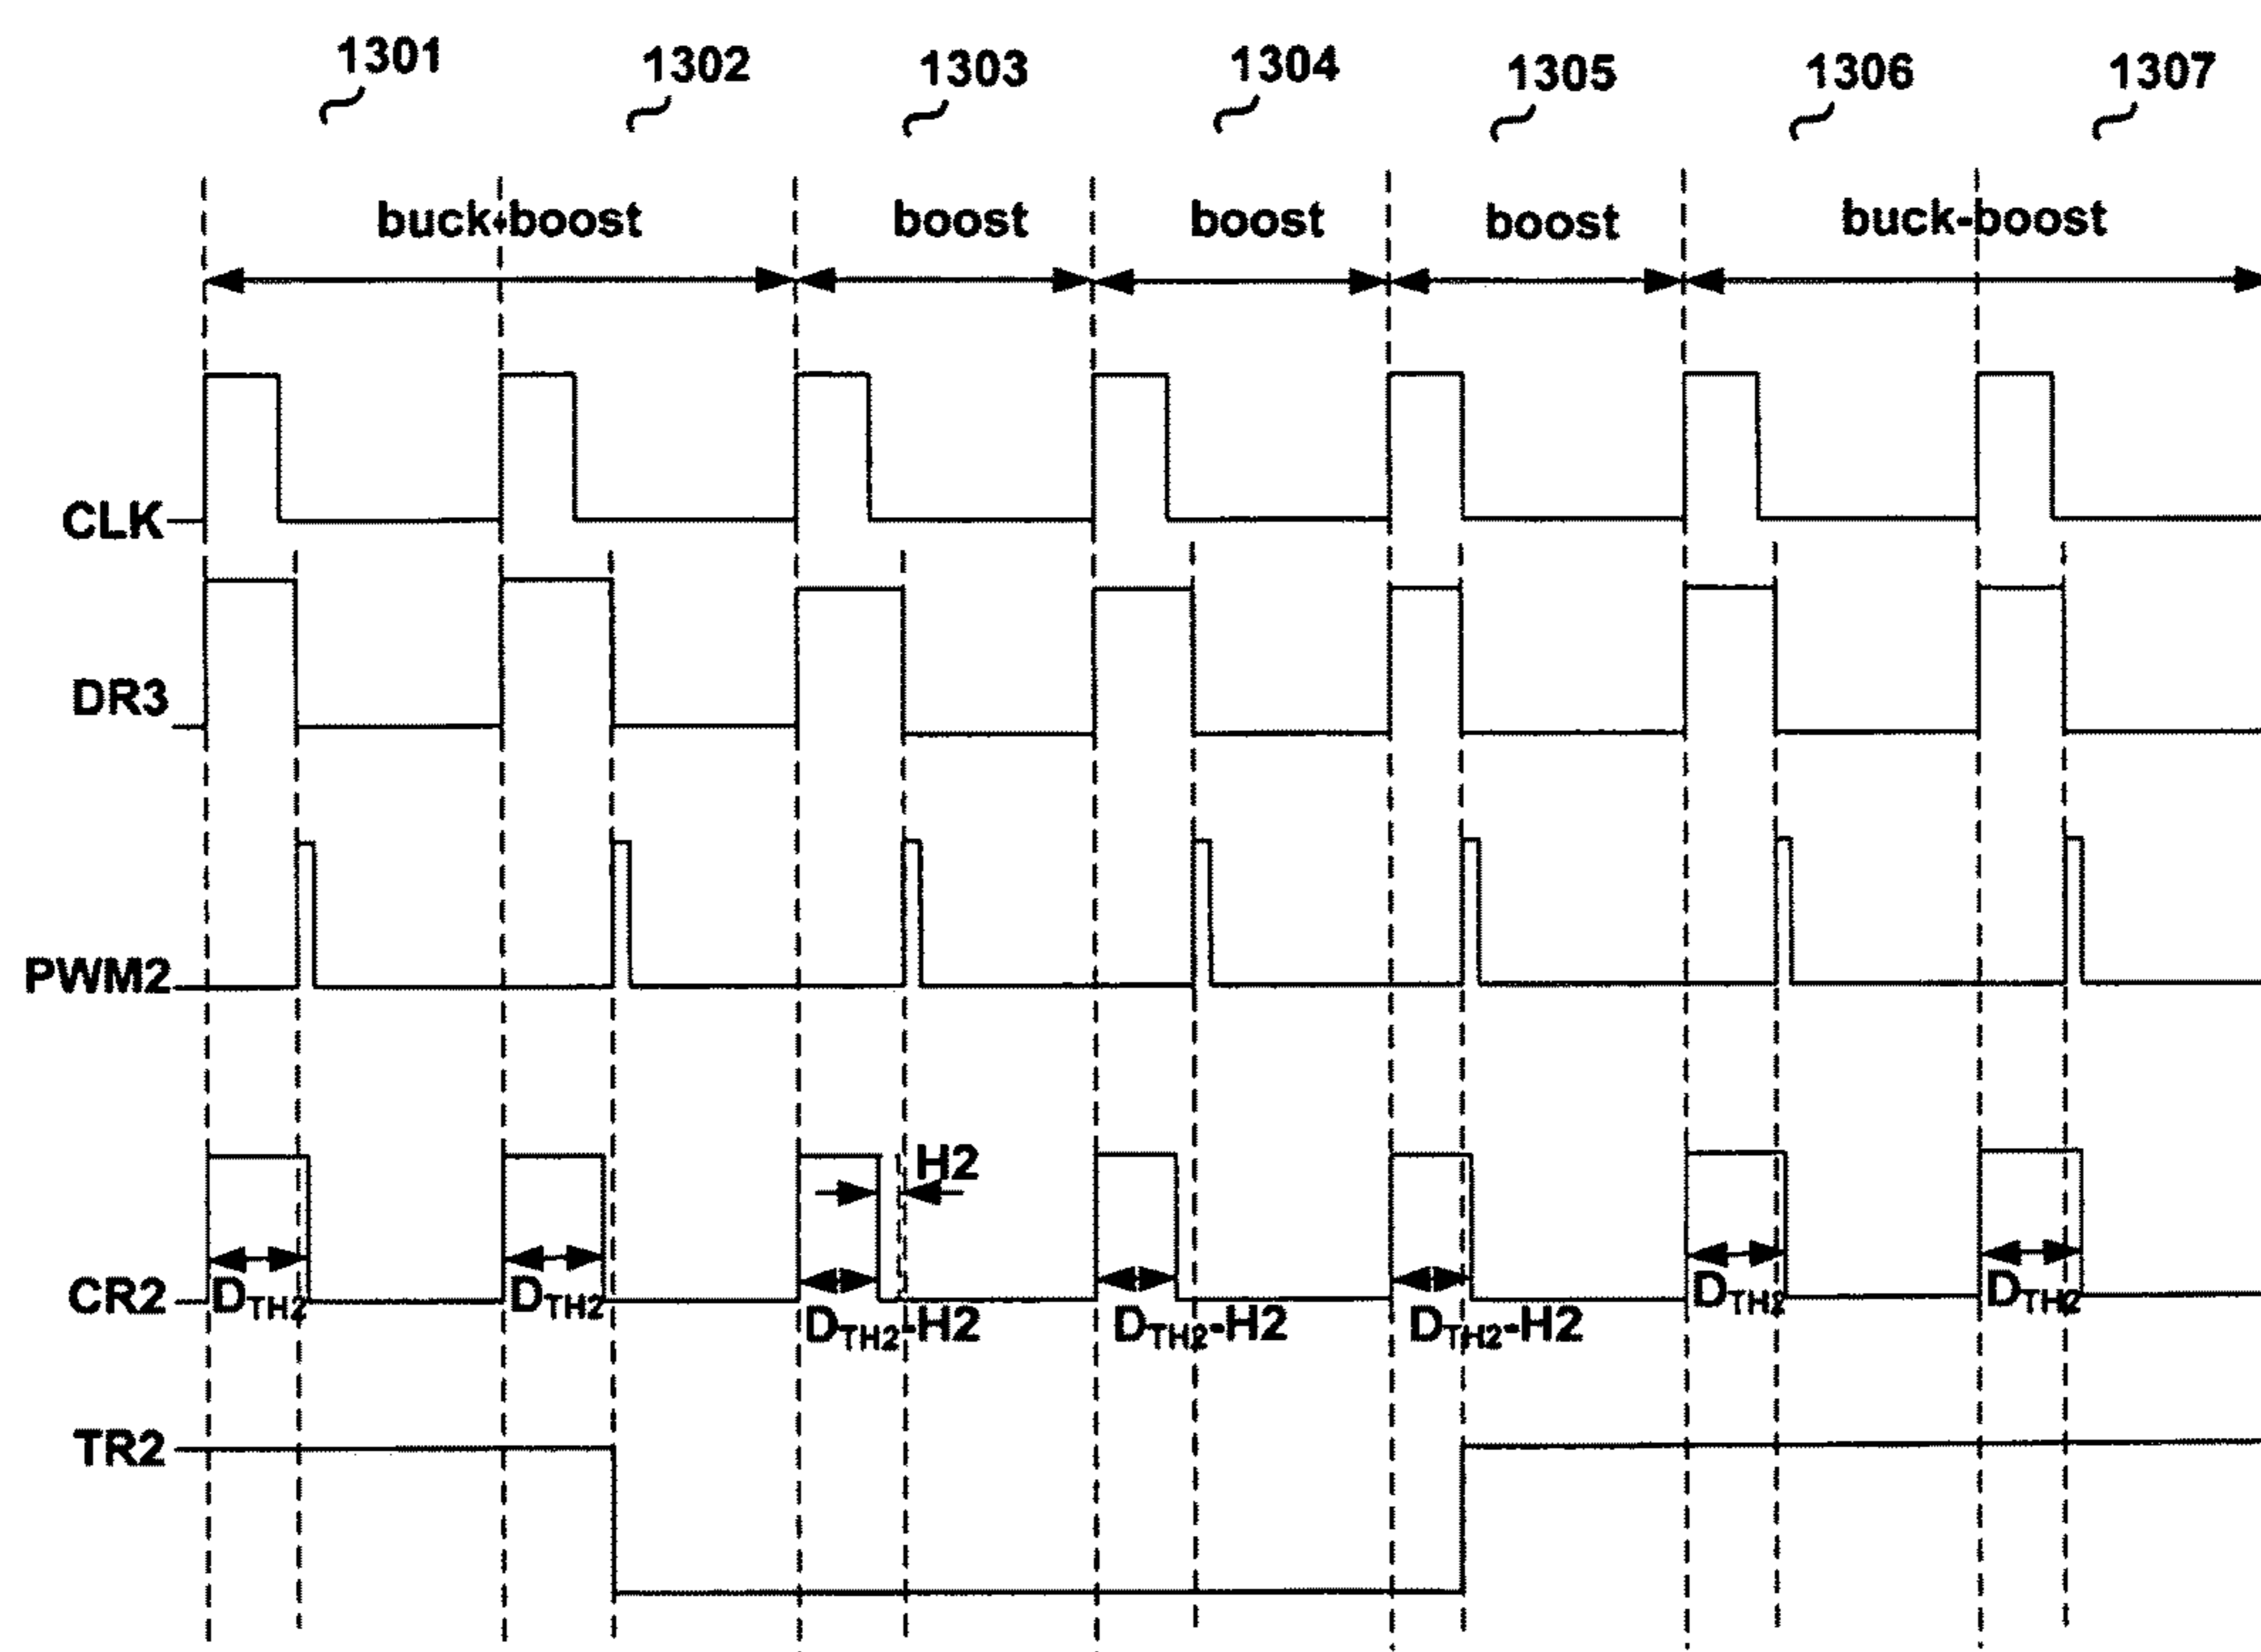 1301 1302 1303 1304 1305 1306 1307
buck-boost boost boost boost buck-boost
CLK
DR3
PWM2
H2
CR2 DTH2 DTH2 DTH2-H2 DTH2-H2 DTH2-H2 DTH2 DTH2
TR2